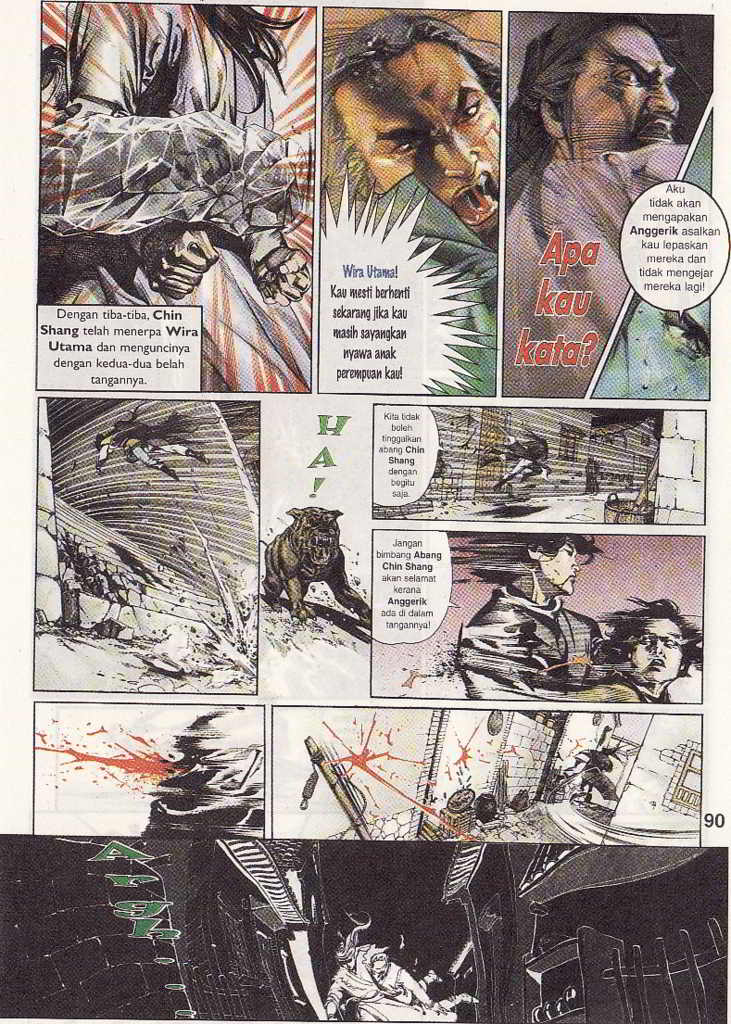 Dengan tiba-tiba, Chin
Shang telah menerpa Wira
Utama dan menguncinya
dengan kedua-dua belah
tangannya.
Wira Utama!
Kau mesti berhenti
sekarang jika kau
masih sayangkan
nyawa anak
perempuan kau!
Apa
kau
kata?
Aku
tidak akan
mengapakan
Anggerik asalkan
kau lepaskan
mereka dan
tidak mengejar
mereka lagi!
HA!
Kita tidak
boleh
tinggalkan
abang Chin
Shang
dengan
begitu
saja.
Jangan
bimbang Abang
Chin Shang
akan selamat
kerana
Anggerik
ada di dalam
tangannya!
90
Argh...